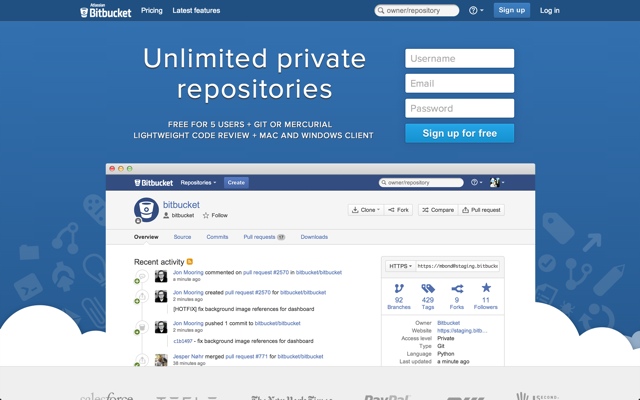 Atlassian
Bitbucket Pricing Latest features owner/repository Sign up Log in
Unlimited private
repositories
FREE FOR 5 USERS + GIT OR MERCURIAL
LIGHTWEIGHT CODE REVIEW + MAC AND WINDOWS CLIENT
Username
Email
Password
Sign up for free
Bitbucket Repositories Create owner/repository
bitbucket
bitbucket Follow
Clone Fork Compare Pull request
Overview Source Commits Pull requests 17 Downloads
Recent activity
Jon Mooring commented on pull request #2570 in bitbucket/bitbucket
a minute ago
Jon Mooring created pull request #2570 for bitbucket/bitbucket
2 minutes ago
[HOTFIX] fix background image references for dashboard
Jon Mooring pushed 1 commit to bitbucket/bitbucket
2 minutes ago
c1b1497 - fix background image references for dashboard
Jesper Nøhr merged pull request #771 for bitbucket/bitbucket
38 minutes ago
HTTPS https://mbond@staging.bitbucke
92 Branches
429 Tags
9 Forks
11 Followers
Owner Bitbucket
Website https://staging.bitb...
Access level Private
Type Git
Language Python
Last updated a minute ago
salesforce
TESLA
The New York Times
PayPal